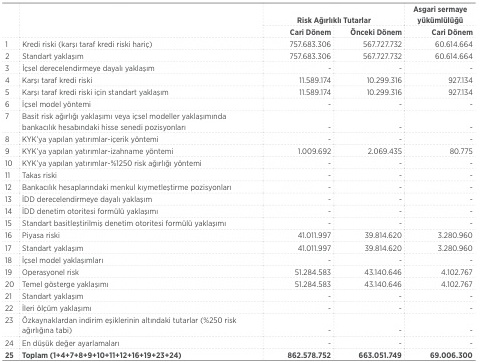 Asgari sermaye
Risk Ağırlıklı Tutarlar yükümlülüğü
Cari Dönem Önceki Dönem Cari Dönem
1 Kredi riski (karşı taraf kredi riski hariç) 757.683.306 567.727.732 60.614.664
2 Standart yaklaşım 757.683.306 567.727.732 60.614.664
3 İçsel derecelendirmeye dayalı yaklaşım - - -
4 Karşı taraf kredi riski 11.589.174 10.299.316 927.134
5 Karşı taraf kredi riski için standart yaklaşım 11.589.174 10.299.316 927.134
6 İçsel model yöntemi - - -
7 Basit risk ağırlığı yaklaşımı veya içsel modeller yaklaşımında
bankacılık hesabındaki hisse senedi pozisyonları - - -
8 KYK'ya yapılan yatırımlar-içerik yöntemi - - -
9 KYK'ya yapılan yatırımlar-izahname yöntemi 1.009.692 2.069.435 80.775
10 KYK'ya yapılan yatırımlar-%1250 risk ağırlığı yöntemi - - -
11 Takas riski - - -
12 Bankacılık hesaplarındaki menkul kıymetleştirme pozisyonları - - -
13 İDD derecelendirmeye dayalı yaklaşım - - -
14 İDD denetim otoritesi formülü yaklaşımı - - -
15 Standart basitleştirilmiş denetim otoritesi formülü yaklaşımı - - -
16 Piyasa riski 41.011.997 39.814.620 3.280.960
17 Standart yaklaşım 41.011.997 39.814.620 3.280.960
18 İçsel model yaklaşımları - - -
19 Operasyonel risk 51.284.583 43.140.646 4.102.767
20 Temel gösterge yaklaşımı 51.284.583 43.140.646 4.102.767
21 Standart yaklaşım - - -
22 İleri ölçüm yaklaşımı - - -
23 Özkaynaklardan indirim eşiklerinin altındaki tutarlar (%250 risk
ağırlığına tabi) - - -
24 En düşük değer ayarlamaları - - -
25 Toplam (1+4+7+8+9+10+11+12+16+19+23+24) 862.578.752 663.051.749 69.006.300